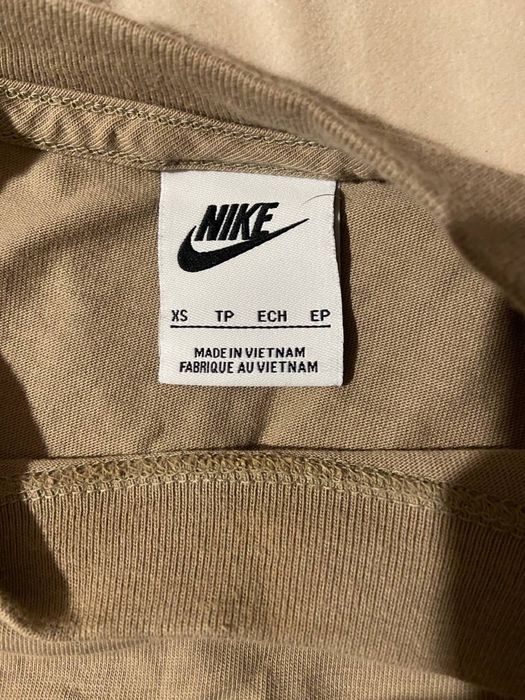 NIKE
XS TP ECH EP
MADE IN VIETNAM
FABRIQUE AU VIETNAM